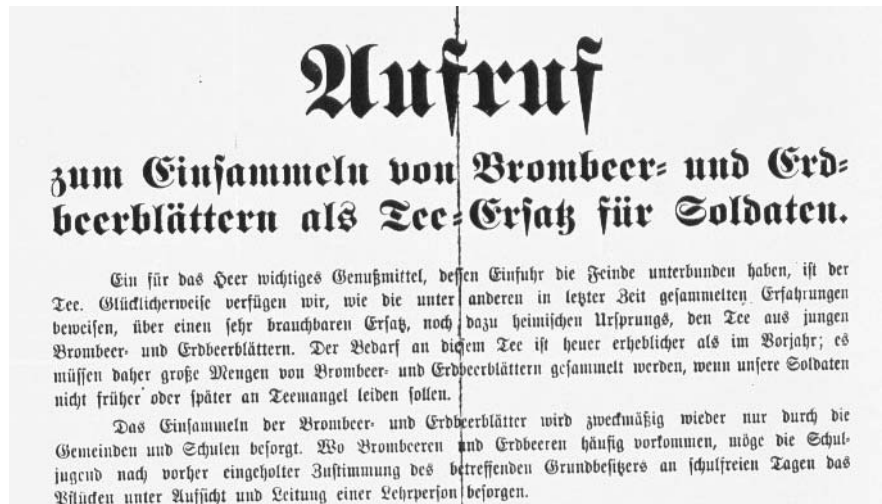 Aufruf
zum Einsammeln von Brombeer- und Erd-
beerblättern als Tee-Ersatz für Soldaten.
Ein für das Heer wichtiges Genußmittel, dessen Einfuhr die Feinde unterbunden haben, ist der
Tee. Glücklicherweise verfügen wir, wie die unter anderen in letzter Zeit gesammelten Erfahrungen
beweisen, über einen sehr brauchbaren Ersatz, noch dazu heimischen Ursprungs, den Tee aus jungen
Brombeer- und Erdbeerblättern. Der Bedarf an diesem Tee ist heuer erheblicher als im Vorjahr; es
müssen daher große Mengen von Brombeer- und Erdbeerblättern gesammelt werden, wenn unsere Soldaten
nicht früher oder später an Teemangel leiden sollen.
Das Einsammeln der Brombeer- und Erdbeerblätter wird zweckmäßig wieder nur durch die
Gemeinden und Schulen besorgt. Wo Brombeeren und Erdbeeren häufig vorkommen, möge die Schul-
jugend nach vorher eingeholter Zustimmung des betreffenden Grundbesitzers an schulfreien Tagen das
Pflücken unter Aufsicht und Leitung einer Lehrperson besorgen.